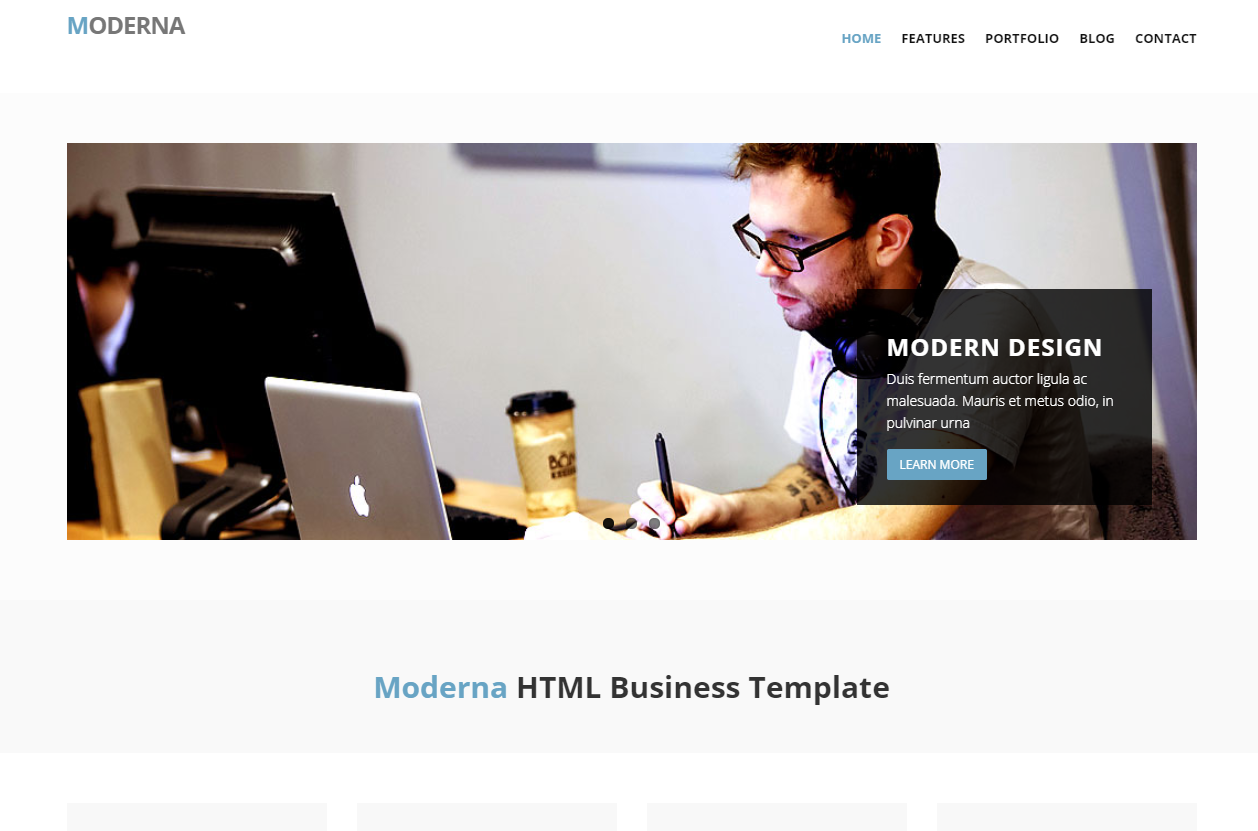 MODERNA
HOME FEATURES PORTFOLIO BLOG CONTACT
MODERN DESIGN
Duis fermentum auctor ligula ac
malesuada. Mauris et metus odio, in
pulvinar urna
LEARN MORE
Moderna HTML Business Template